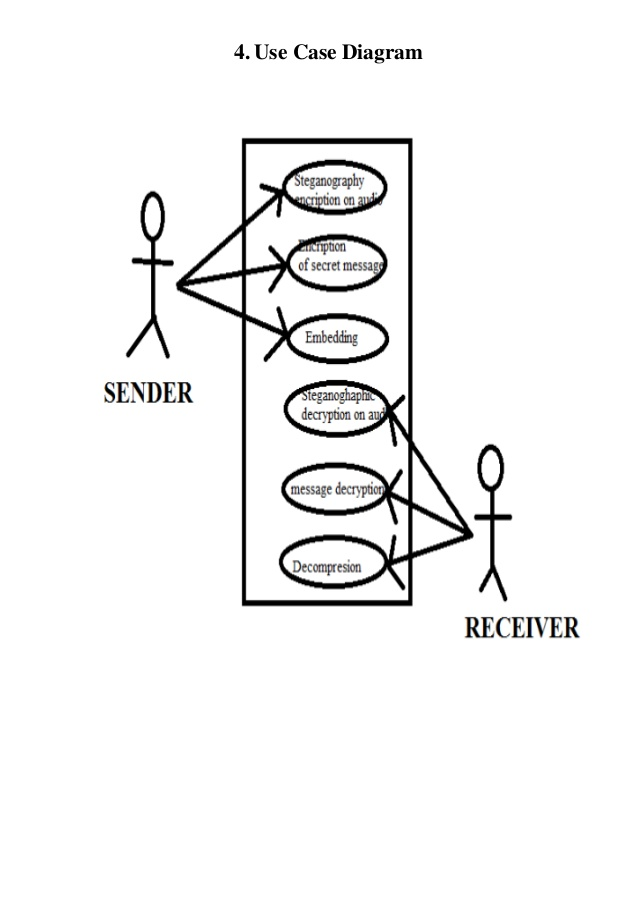 4. Use Case Diagram
Steganography
encription on audio
Encription
of secret message
Embedding
SENDER
Steganoghaphic
decryption on aud
message decryption
Decompresion
RECEIVER